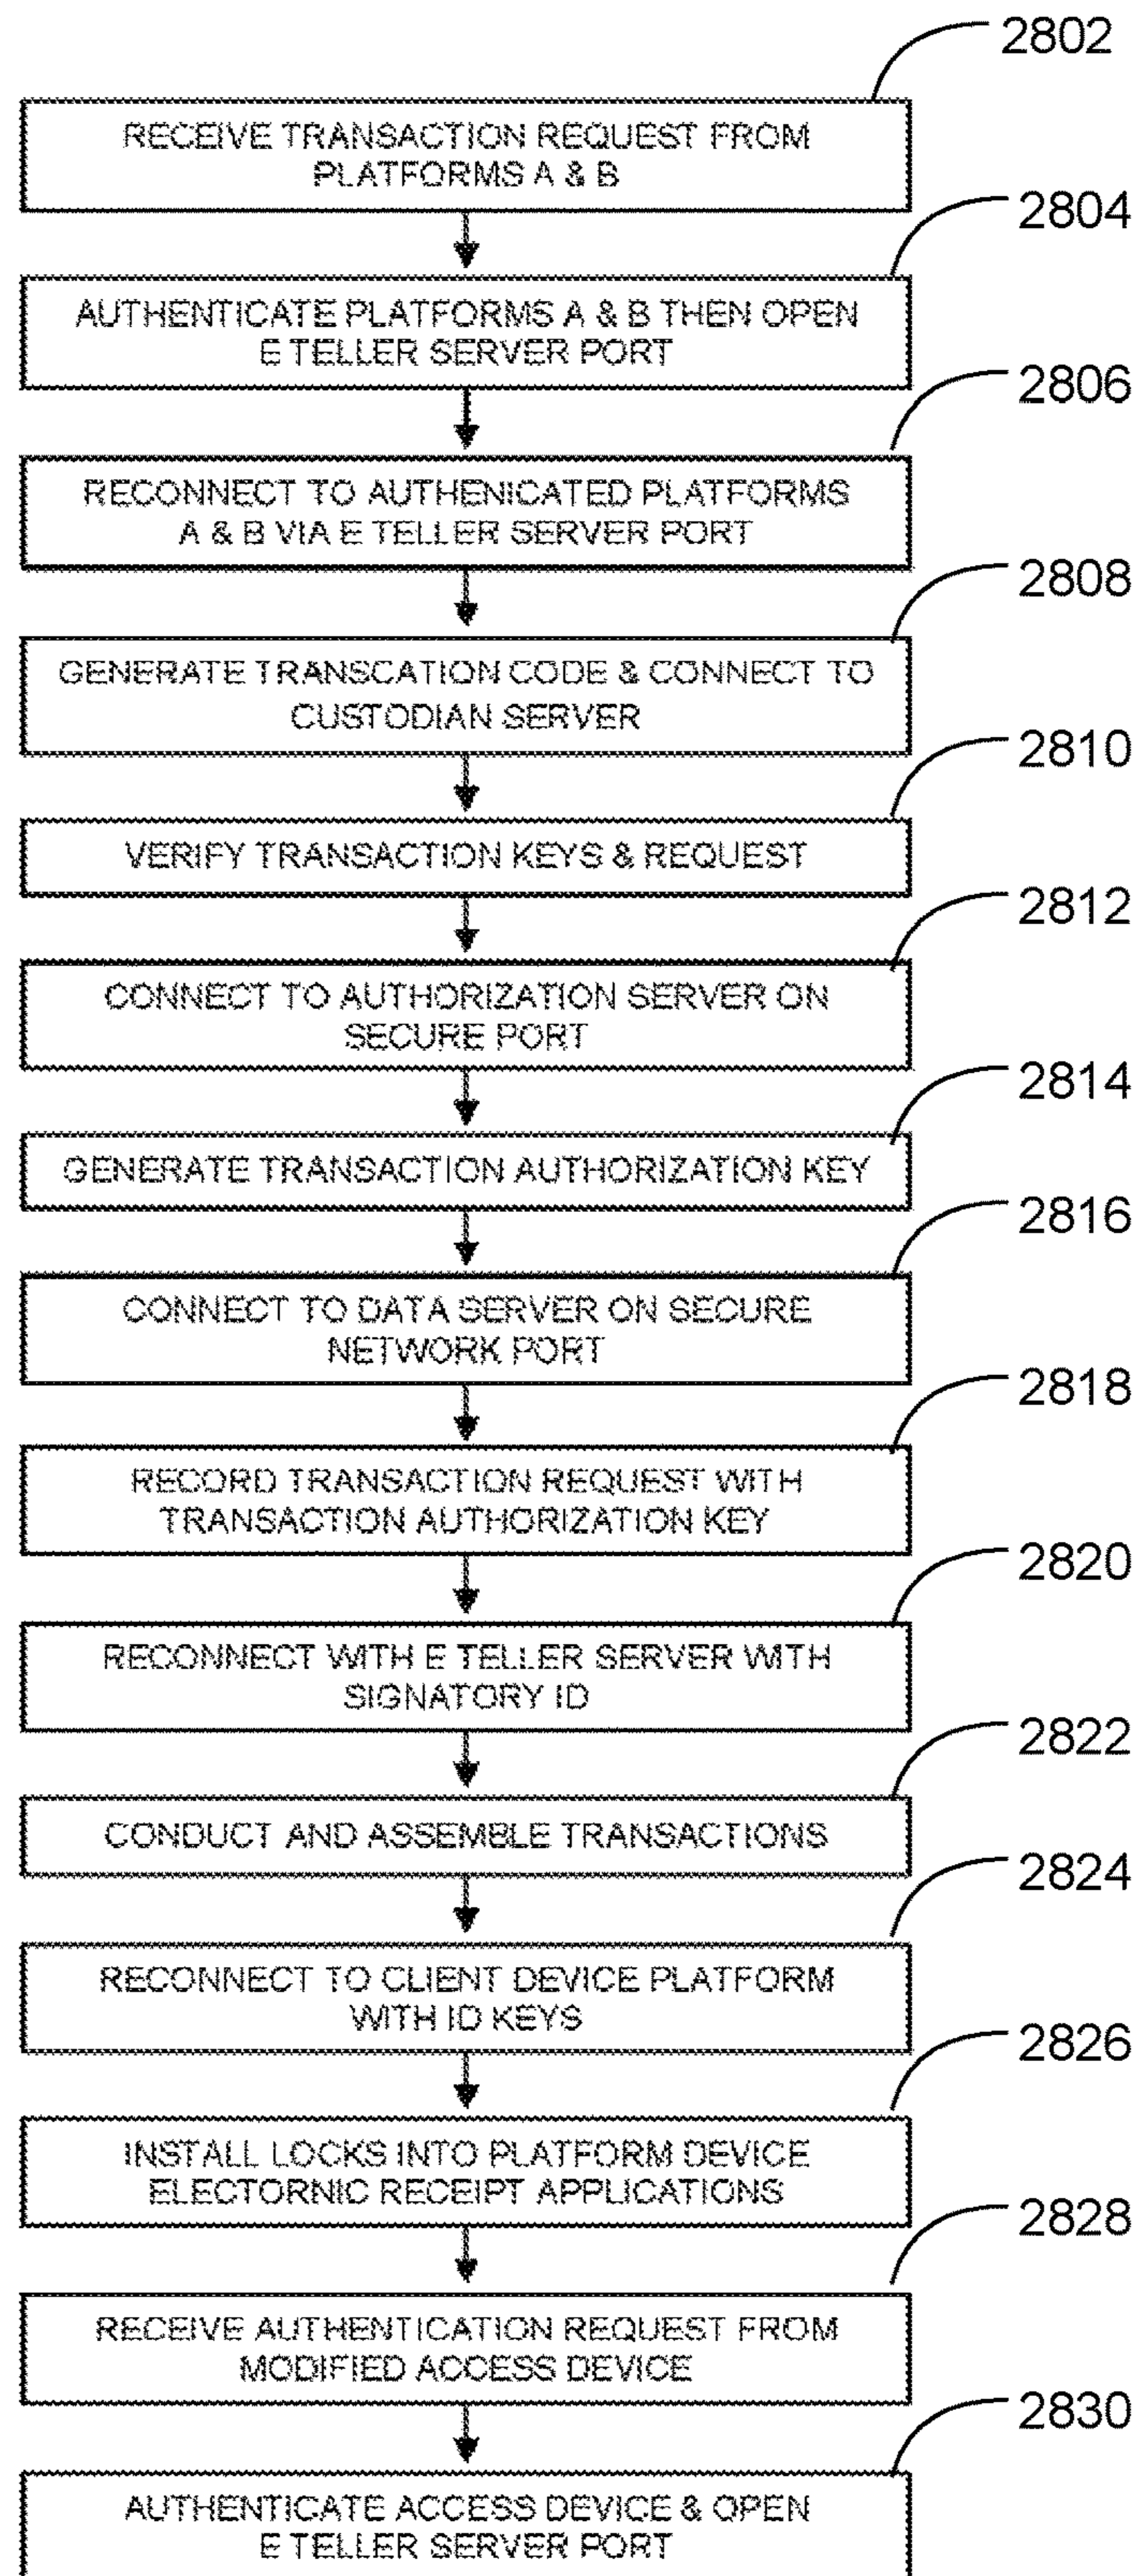 2802
RECEIVE TRANSACTION REQUEST FROM
PLATFORMS A & B
2804
AUTHENTICATE PLATFORMS A & B THEN OPEN
E TELLER SERVER PORT
2806
RECONNECT TO AUTHENICATED PLATFORMS
A & B VIA E TELLER SERVER PORT
2808
GENERATE TRANSCATION CODE & CONNECT TO
CUSTODIAN SERVER
2810
VERIFY TRANSACTION KEYS & REQUEST
2812
CONNECT TO AUTHORIZATION SERVER ON
SECURE PORT
2814
GENERATE TRANSACTION AUTHORIZATION KEY
2816
CONNECT TO DATA SERVER ON SECURE
NETWORK PORT
2818
RECORD TRANSACTION REQUEST WITH
TRANSACTION AUTHORIZATION KEY
2820
RECONNECT WITH E TELLER SERVER WITH
SIGNATORY ID
2822
CONDUCT AND ASSEMBLE TRANSACTIONS
2824
RECONNECT TO CLIENT DEVICE PLATFORM
WITH ID KEYS
2826
INSTALL LOCKS INTO PLATFORM DEVICE
ELECTORNIC RECEIPT APPLICATIONS
2828
RECEIVE AUTHENTICATION REQUEST FROM
MODIFIED ACCESS DEVICE
2830
AUTHENTICATE ACCESS DEVICE & OPEN
E TELLER SERVER PORT